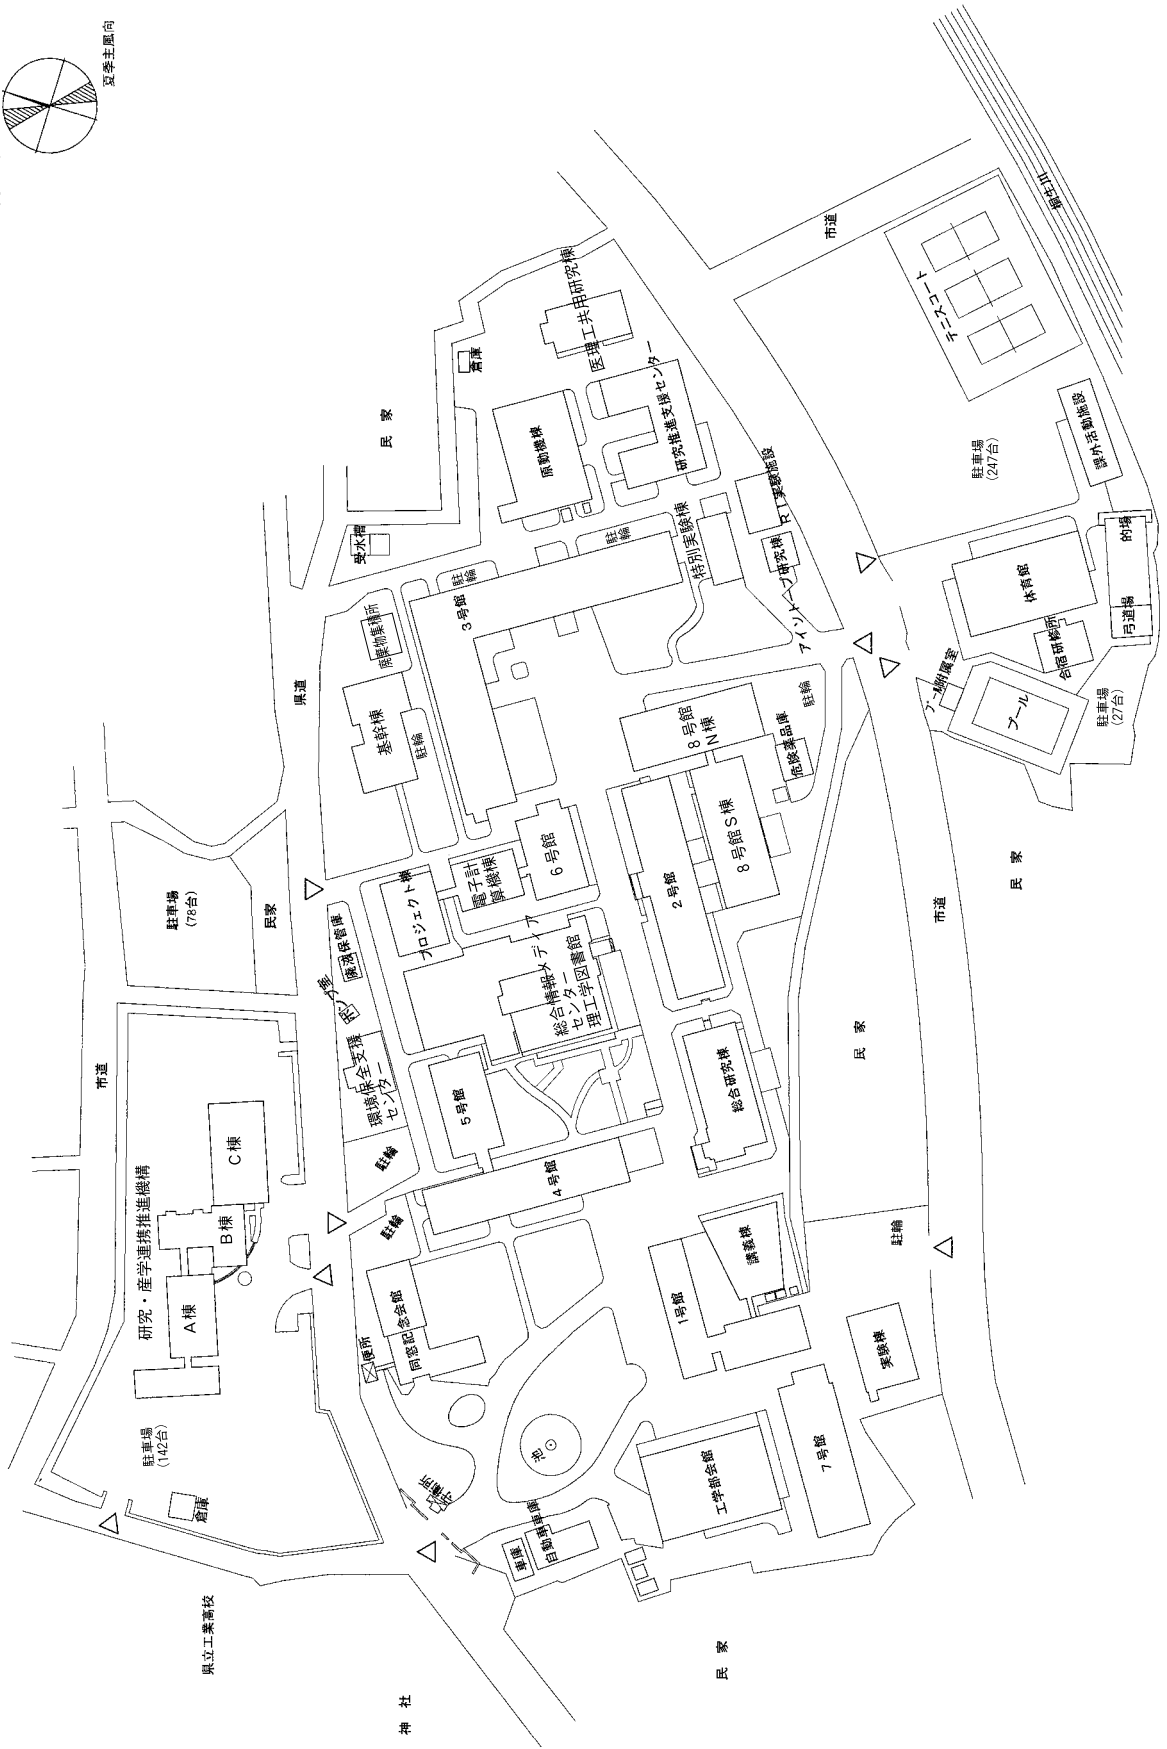 夏季主風向
市道
県道
民家
倉庫
医理工共用研究棟
原動機棟
研究推進支援センター
受水槽
駐輪
駐輪
3号館
特別実験棟
RI実験施設
アイソトープ研究棟
廃棄物集積所
基幹棟
駐輪
市道
テニスコート
桐生川
駐車場
(247台)
課外活動施設
体育館
的場
弓道場
合宿研修所
プール附属室
プール
駐車場
(27台)
民家
市道
8号館
N棟
駐輪
危険薬品庫
8号館S棟
2号館
6号館
電子計
算機棟
プロジェクト棟
総合情報メディア
センター
理工学図書館
廃液保管庫
ポンプ室
環境保全支援
センター
駐車場
(78台)
民家
研究・産学連携推進機構
C棟
B棟
A棟
駐車場
(142台)
倉庫
駐輪
駐輪
5号館
4号館
総合研究棟
民家
駐輪
講義棟
1号館
実験棟
7号館
工学部会館
同窓記念会館
便所
池
守衛所
車庫
自動車車庫
県立工業高校
神社
民家